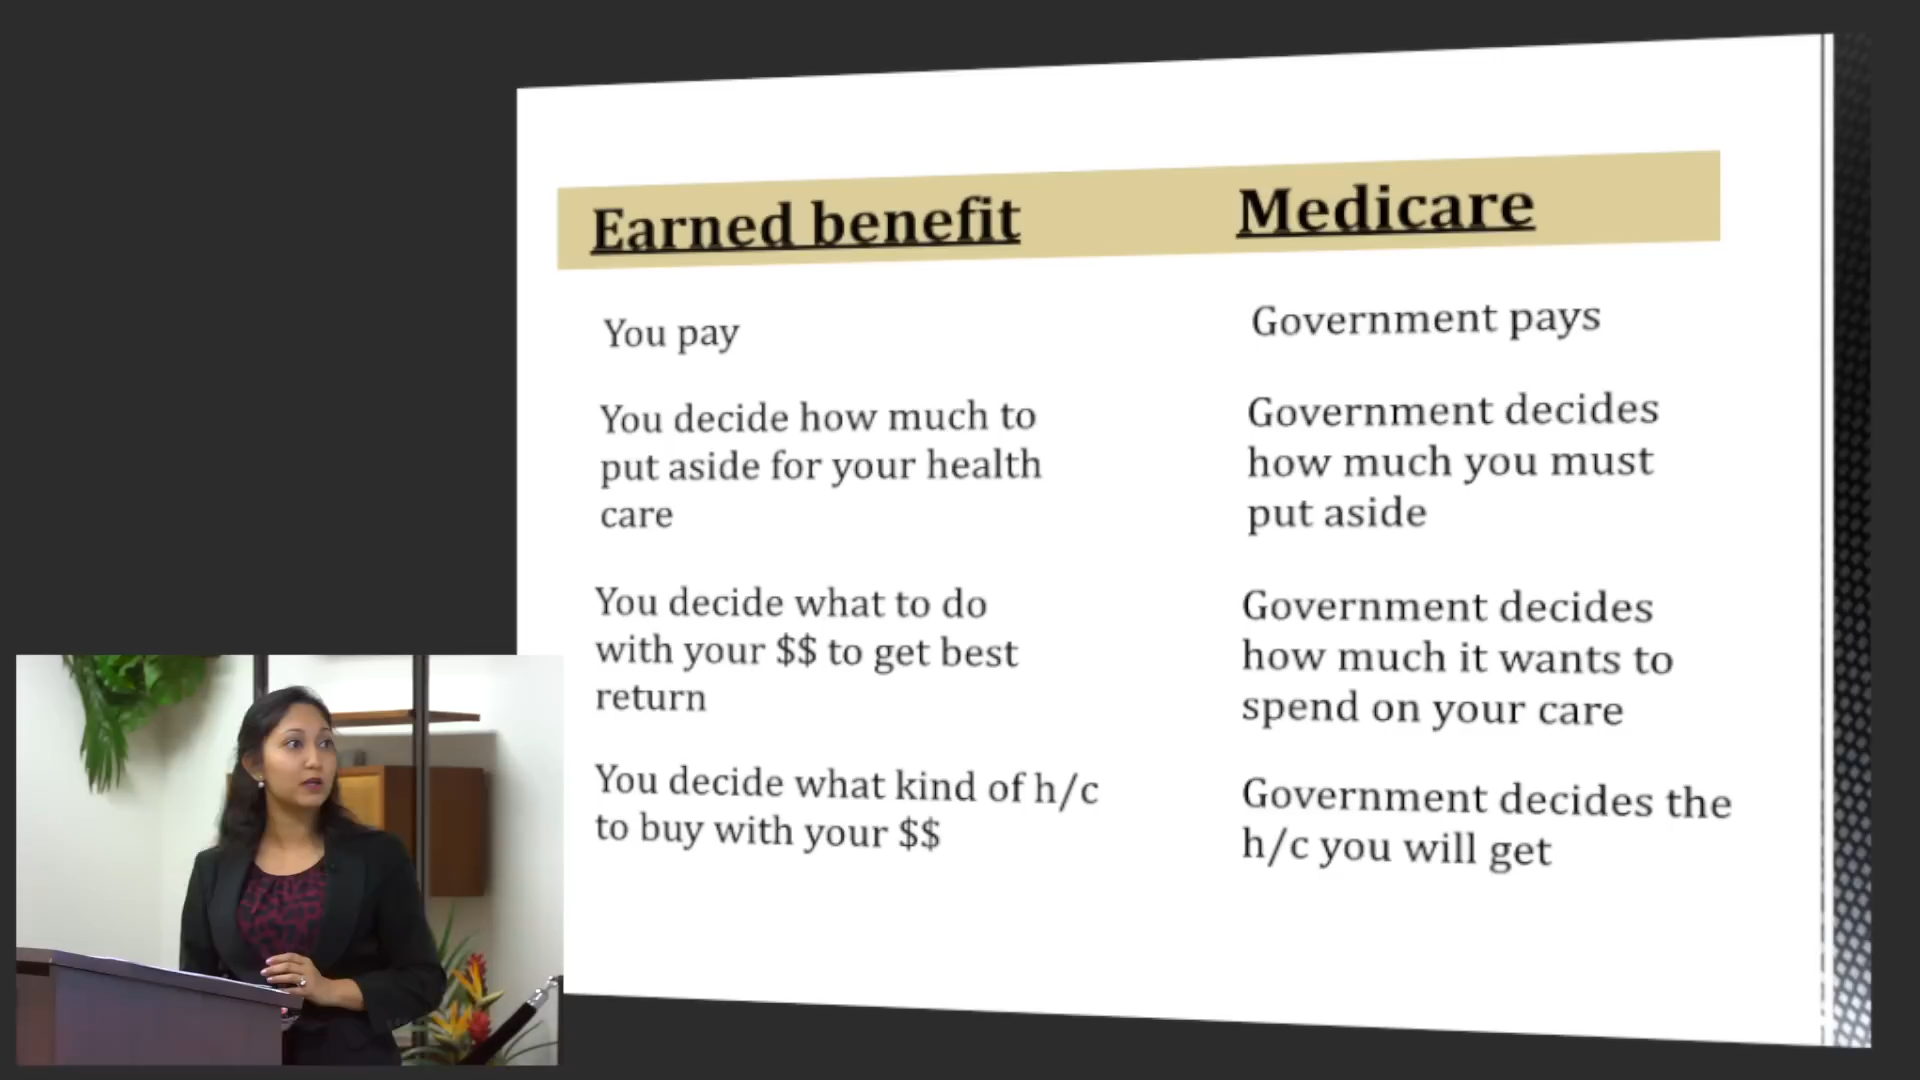 Earned benefit
Medicare
You pay
Government pays
You decide how much to
put aside for your health
care
Government decides
how much you must
put aside
You decide what to do
with your $$ to get best
return
Government decides
how much it wants to
spend on your care
You decide what kind of h/c
to buy with your $$
Government decides the
h/c you will get